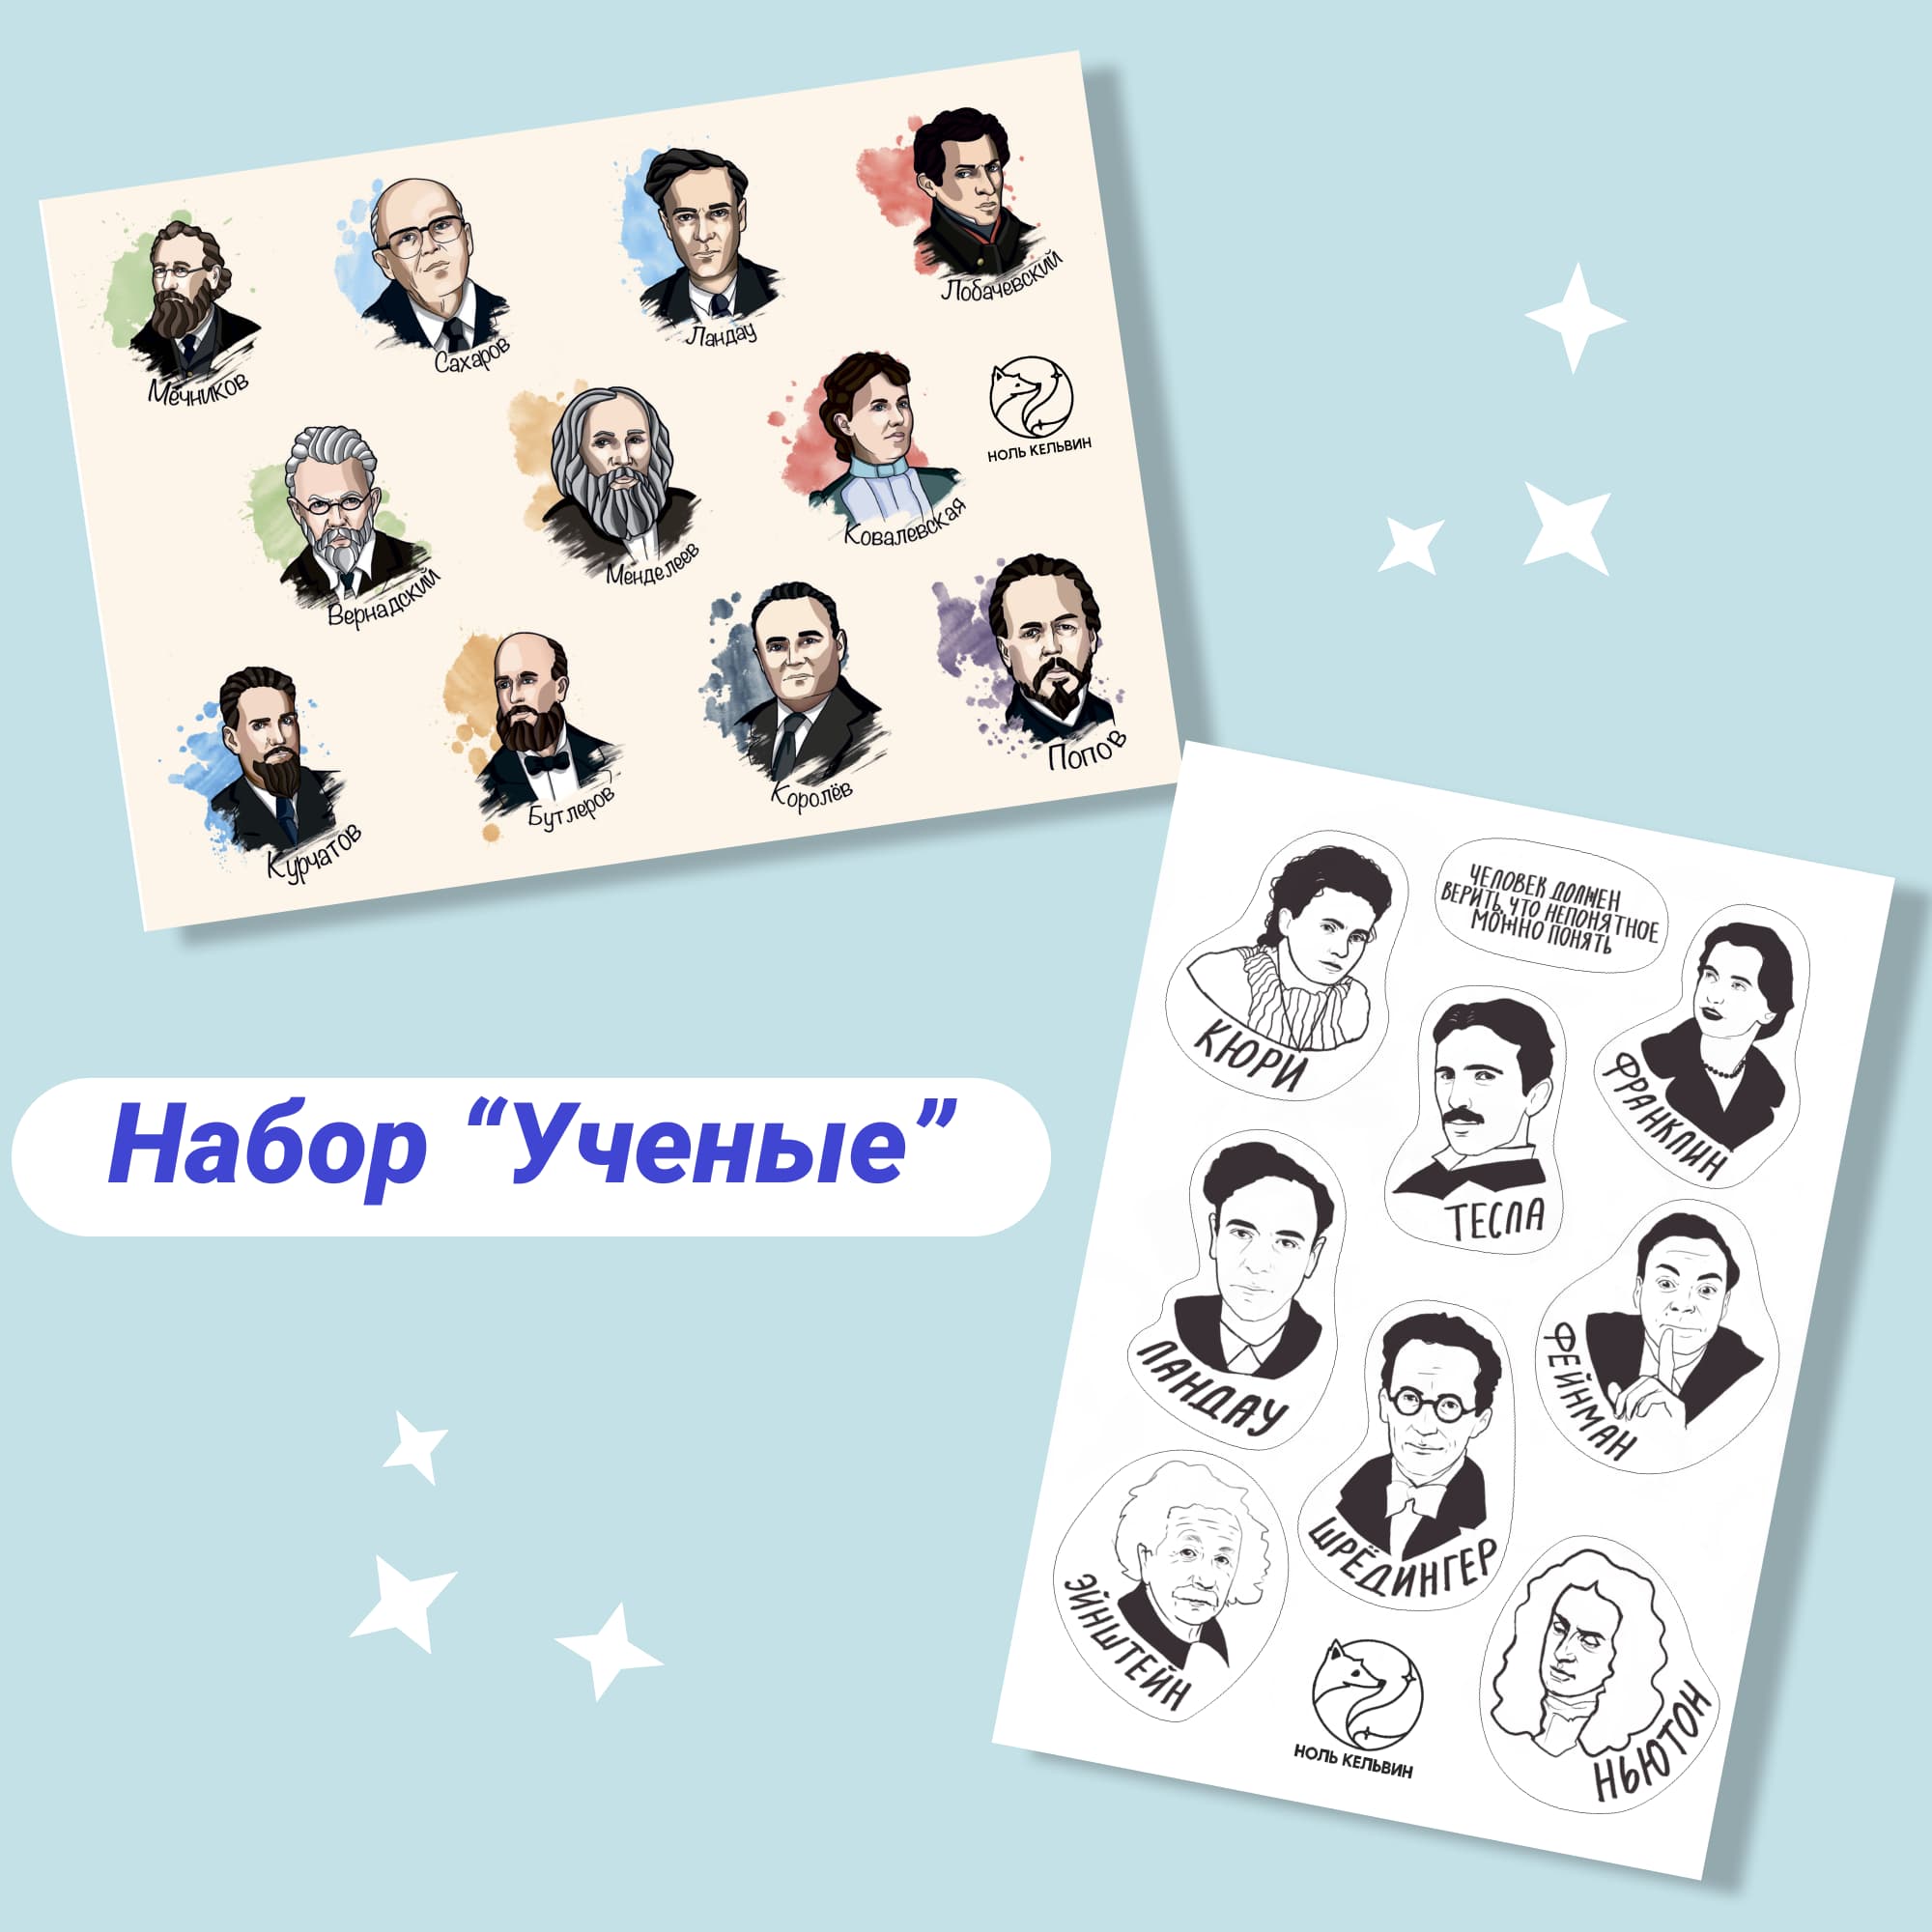 Мечников
Сахаров
Ландау
Лобачевский
Вернадский
Менделеев
Ковалевская
НОЛЬ КЕЛЬВИН
Курчатов
Бутлеров
Королёв
Попов
Набор “Ученые”
КЮРИ
ЧЕЛОВЕК ДОЛЖЕН
ВЕРИТЬ, ЧТО НЕПОНЯТНОЕ
МОЖНО ПОНЯТЬ
ФРАНКЛИН
ТЕСЛА
ЛАНДАУ
ФЕЙНМАН
ШРЁДИНГЕР
ЭЙНШТЕЙН
НЬЮТОН
НОЛЬ КЕЛЬВИН